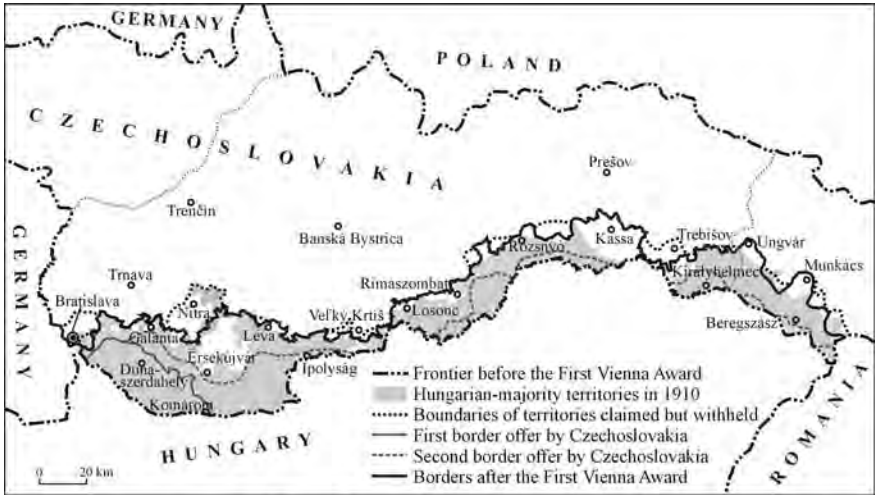 GERMANY
POLAND
CZECHOSLOVAKIA
Prešov
Trenčín
Banská Bystrica
GERMANY
Rozsnyó
Kassa
Trebišov
Ungvár
Trnava
Királyhelmec
Munkács
Rimaszombat
Bratislava
Nitra
Veľký Krtíš
Losonc
Galánta
Léva
Beregszász
Érsekújvár
Duna-
szerdahely
Ipolyság
Komárom
HUNGARY
ROMANIA
0 20 km
Frontier before the First Vienna Award
Hungarian-majority territories in 1910
Boundaries of territories claimed but withheld
First border offer by Czechoslovakia
Second border offer by Czechoslovakia
Borders after the First Vienna Award